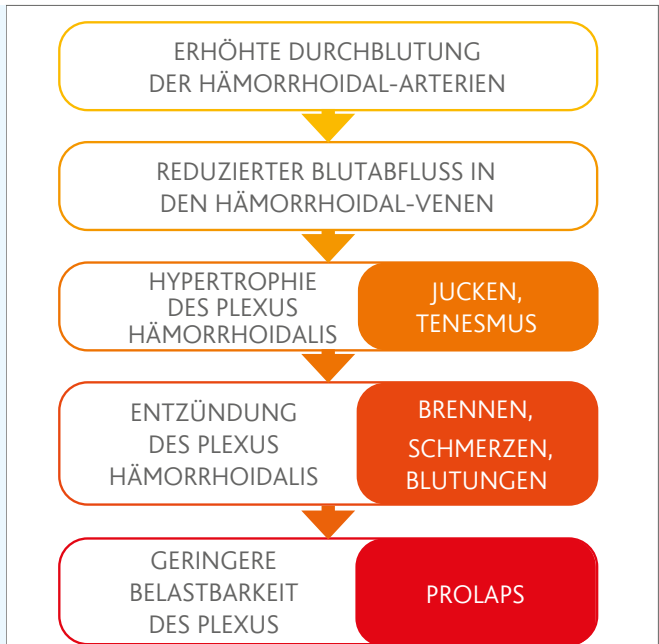 ERHÖHTE DURCHBLUTUNG
DER HÄMORRHOIDAL-ARTERIEN
REDUZIERTER BLUTABFLUSS IN
DEN HÄMORRHOIDAL-VENEN
HYPERTROPHIE
DES PLEXUS
HÄMORRHOIDALIS
JUCKEN,
TENESMUS
ENTZÜNDUNG
DES PLEXUS
HÄMORRHOIDALIS
BRENNEN,
SCHMERZEN,
BLUTUNGEN
GERINGERE
BELASTBARKEIT
DES PLEXUS
PROLAPS